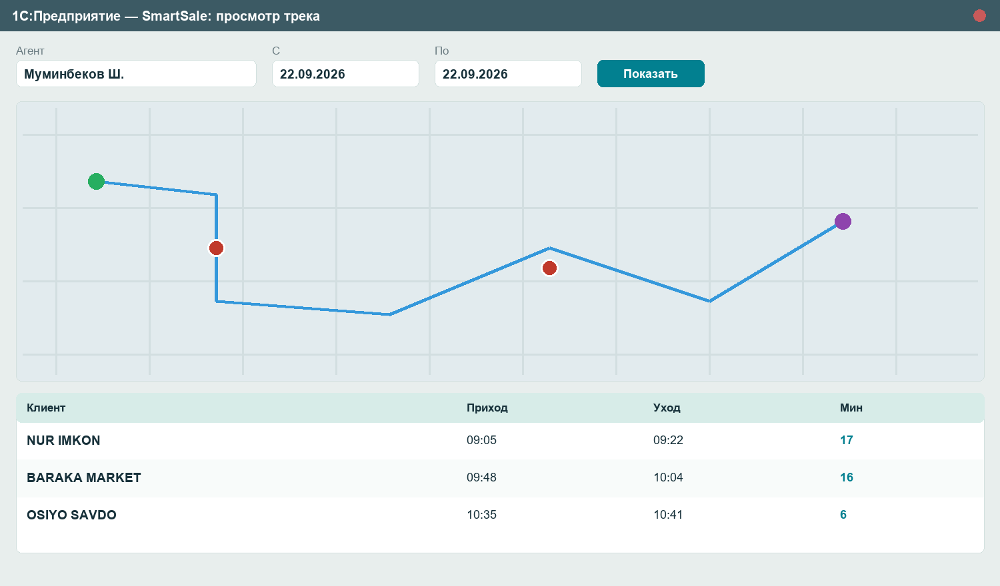 1С:Предприятие — SmartSale: просмотр трека
Агент С По
Муминбеков Ш. 22.09.2026 22.09.2026 Показать
Клиент Приход Уход Мин
NUR IMKON 09:05 09:22 17
BARAKA MARKET 09:48 10:04 16
OSIYO SAVDO 10:35 10:41 6